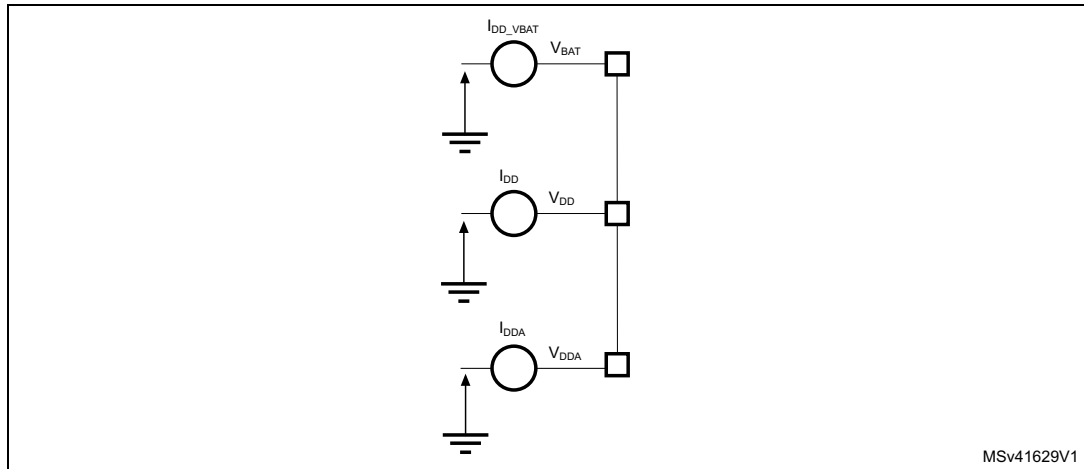 I_DD_VBAT
V_BAT
I_DD
V_DD
I_DDA
V_DDA
MSv41629V1